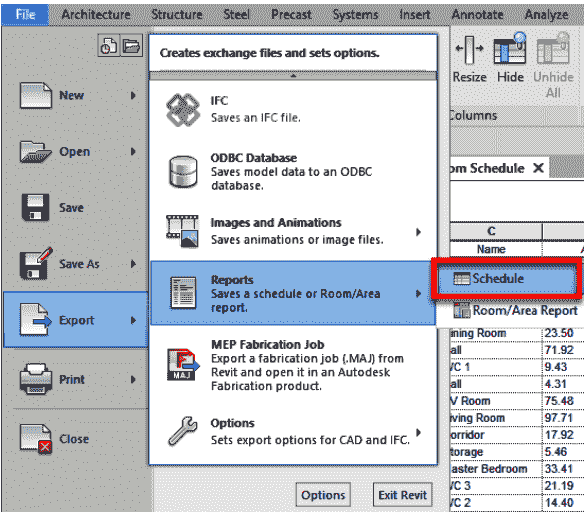 File Architecture Structure Steel Precast Systems Insert Annotate Analyze
Creates exchange files and sets options.
New
Open
Save
Save As
Export
Print
Close
IFC
Saves an IFC file.
ODBC Database
Saves model data to an ODBC
database.
Images and Animations
Saves animations or image files.
Reports
Saves a schedule or Room/Area
report.
MEP Fabrication Job
Export a fabrication job (.MAJ) from
Revit and open it in an Autodesk
Fabrication product.
MAJ
Options
Sets export options for CAD and IFC.
Options Exit Revit
Resize Hide Unhide
All
Columns
om Schedule X
C
Name A
Schedule
Room/Area Report
ining Room 23.50
all 71.92
VC 1 9.43
all 4.31
V Room 75.48
iving Room 97.71
orridor 17.92
torage 5.46
aster Bedroom 33.41
VC 3 21.19
VC 2 14.40